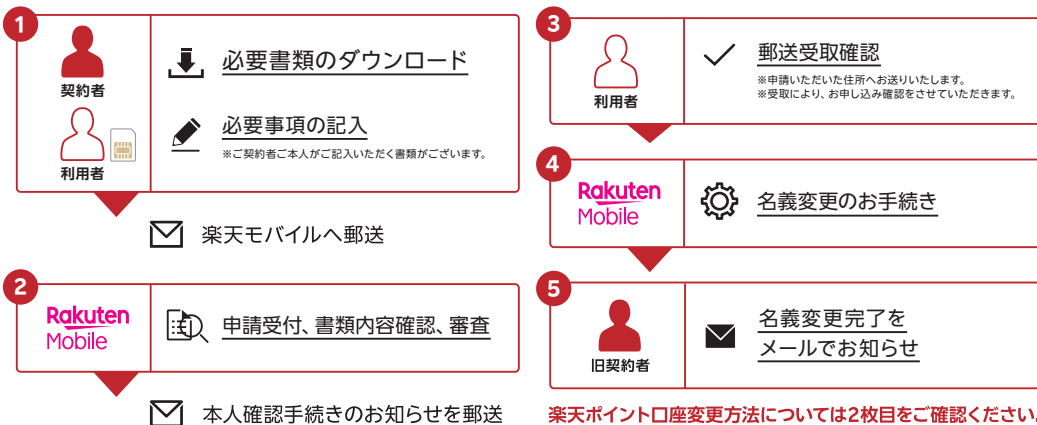 1
契約者
必要書類のダウンロード
利用者
必要事項の記入
※ご契約者ご本人がご記入いただく書類がございます。
楽天モバイルへ郵送
2
Rakuten
Mobile
申請受付、書類内容確認、審査
本人確認手続きのお知らせを郵送
3
利用者
郵送受取確認
※申請いただいた住所へお送りいたします。
※受取により、お申し込み確認をさせていただきます。
4
Rakuten
Mobile
名義変更のお手続き
5
旧契約者
名義変更完了を
メールでお知らせ
楽天ポイント口座変更方法については2枚目をご確認ください。